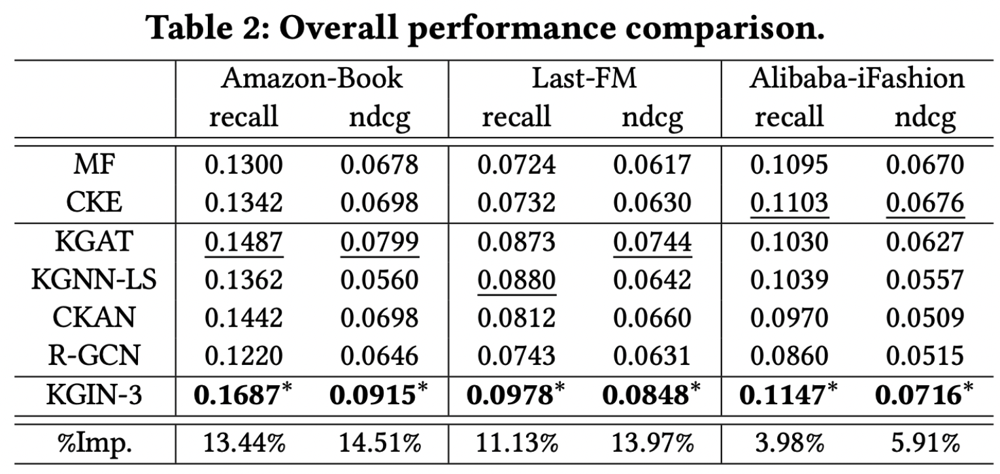 Table 2: Overall performance comparison.
Amazon-Book Last-FM Alibaba-iFashion
recall ndcg recall ndcg recall ndcg
MF 0.1300 0.0678 0.0724 0.0617 0.1095 0.0670
CKE 0.1342 0.0698 0.0732 0.0630 0.1103 0.0676
KGAT 0.1487 0.0799 0.0873 0.0744 0.1030 0.0627
KGNN-LS 0.1362 0.0560 0.0880 0.0642 0.1039 0.0557
CKAN 0.1442 0.0698 0.0812 0.0660 0.0970 0.0509
R-GCN 0.1220 0.0646 0.0743 0.0631 0.0860 0.0515
KGIN-3 0.1687* 0.0915* 0.0978* 0.0848* 0.1147* 0.0716*
%Imp. 13.44% 14.51% 11.13% 13.97% 3.98% 5.91%